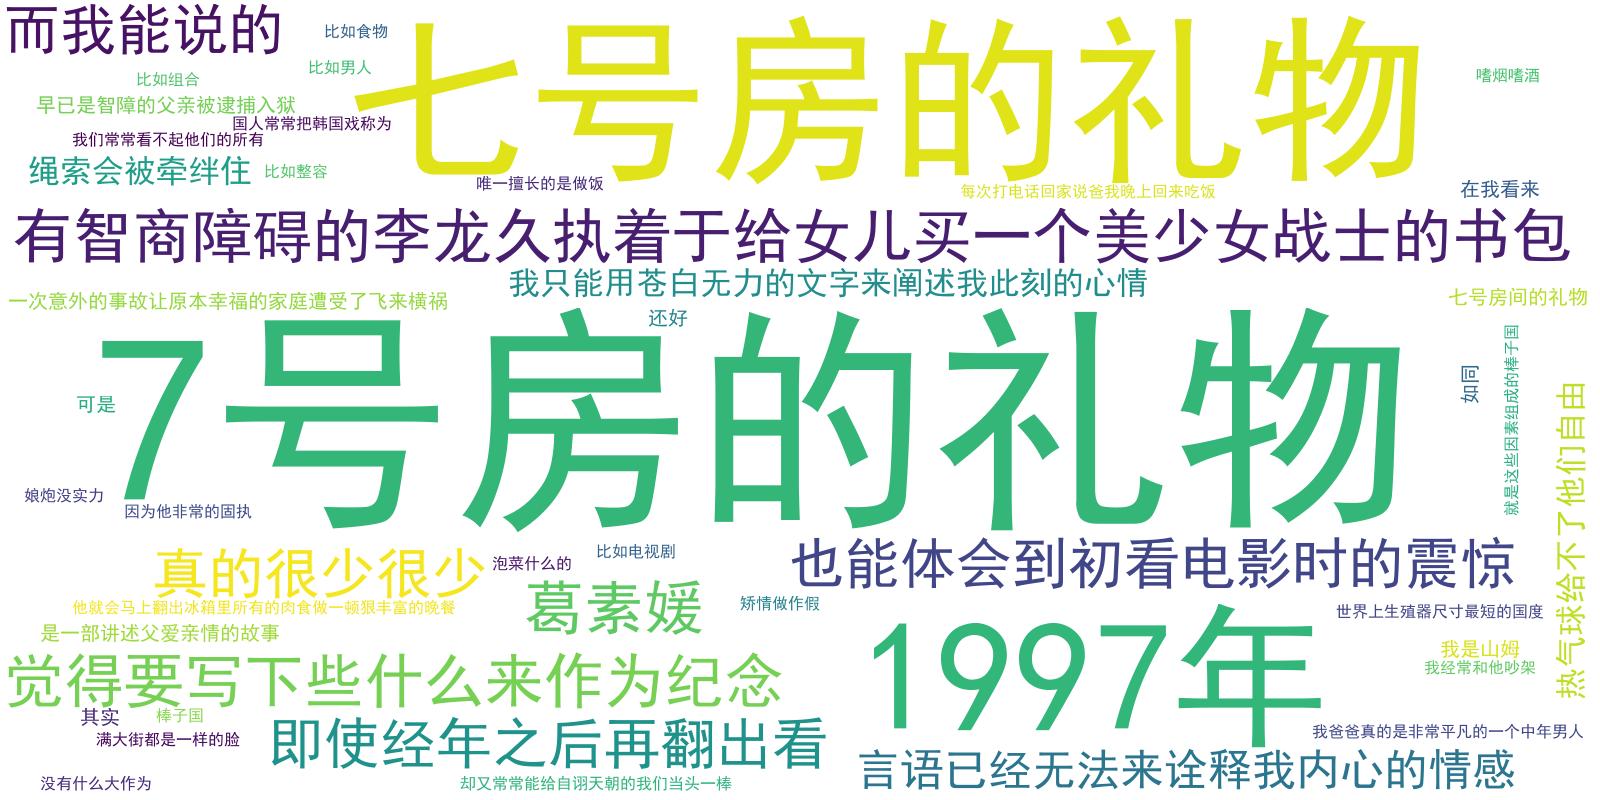 而我能说的
比如食物
七号房的礼物
比如男人
比如组合
嗜烟嗜酒
早已是智障的父亲被逮捕入狱
国人常常把韩国戏称为
我们常常看不起他们的所有
绳索会被牵绊住
比如整容
唯一擅长的是做饭
每次打电话回家说爸我晚上回来吃饭
在我看来
有智商障碍的李龙久执着于给女儿买一个美少女战士的书包
我只能用苍白无力的文字来阐述我此刻的心情
一次意外的事故让原本幸福的家庭遭受了飞来横祸
七号房间的礼物
还好
7号房的礼物
可是
如同
就是这些因素组成的棒子国
热气球给不了他们自由
娘炮没实力
因为他非常的固执
真的很少很少
泡菜什么的
比如电视剧
也能体会到初看电影时的震惊
葛素媛
矫情做作假
他就会马上翻出冰箱里所有的肉食做一顿狠丰富的晚餐
世界上生殖器尺寸最短的国度
是一部讲述父爱亲情的故事
1997年
我是山姆
我经常和他吵架
觉得要写下些什么来作为纪念
其实
棒子国
满大街都是一样的脸
即使经年之后再翻出看
我爸爸真的是非常平凡的一个中年男人
言语已经无法来诠释我内心的情感
没有什么大作为
却又常常能给自诩天朝的我们当头一棒